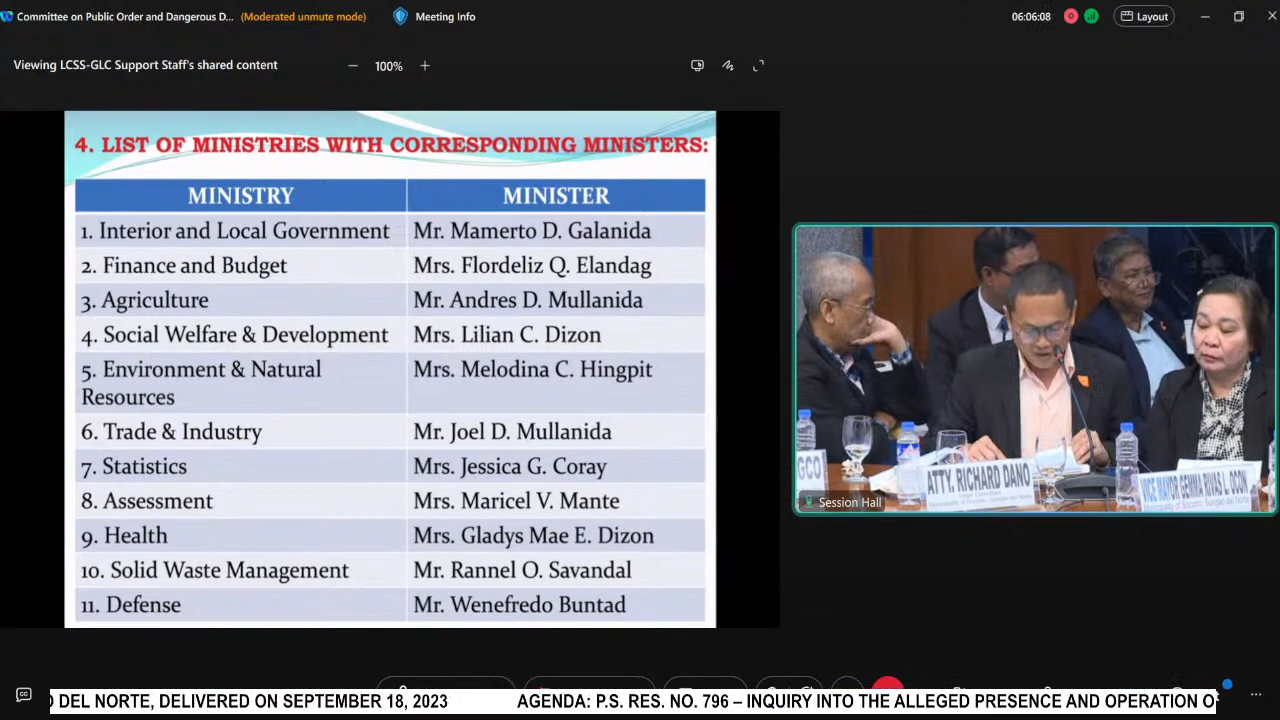 Committee on Public Order and Dangerous D... (Moderated unmute mode) Meeting Info 06:06:08 Layout
Viewing LCSS-GLC Support Staff's shared content 100%
4. LIST OF MINISTRIES WITH CORRESPONDING MINISTERS:
MINISTRY MINISTER
1. Interior and Local Government Mr. Mamerto D. Galanida
2. Finance and Budget Mrs. Flordeliz Q. Elandag
3. Agriculture Mr. Andres D. Mullanida
4. Social Welfare & Development Mrs. Lilian C. Dizon
5. Environment & Natural Mrs. Melodina C. Hingpit
Resources
6. Trade & Industry Mr. Joel D. Mullanida
7. Statistics Mrs. Jessica G. Coray
8. Assessment Mrs. Maricel V. Mante
9. Health Mrs. Gladys Mae E. Dizon
10. Solid Waste Management Mr. Rannel O. Savandal
11. Defense Mr. Wenefredo Buntad
GCO
ATTY. RICHARD DANO
VICE MAYOR GEMMA
Session Hall
CC
O DEL NORTE, DELIVERED ON SEPTEMBER 18, 2023 AGENDA: P.S. RES. NO. 796 – INQUIRY INTO THE ALLEGED PRESENCE AND OPERATION O